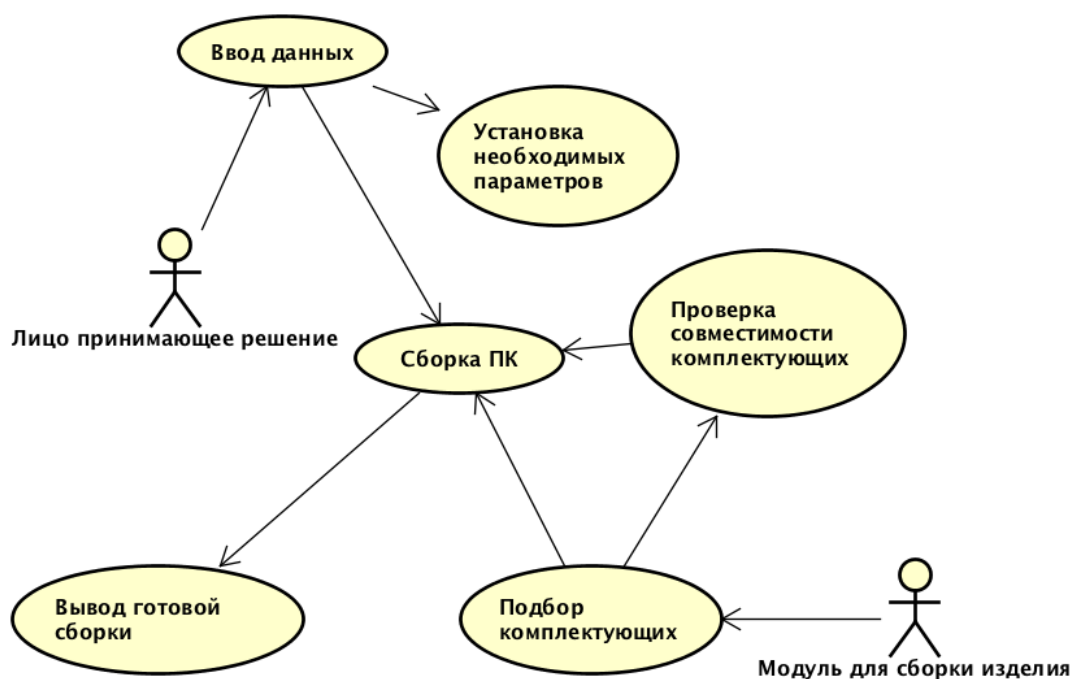 Ввод данных
Установка
необходимых
параметров
Лицо принимающее решение
Проверка
совместимости
комплектующих
Сборка ПК
Вывод готовой
сборки
Подбор
комплектующих
Модуль для сборки изделия